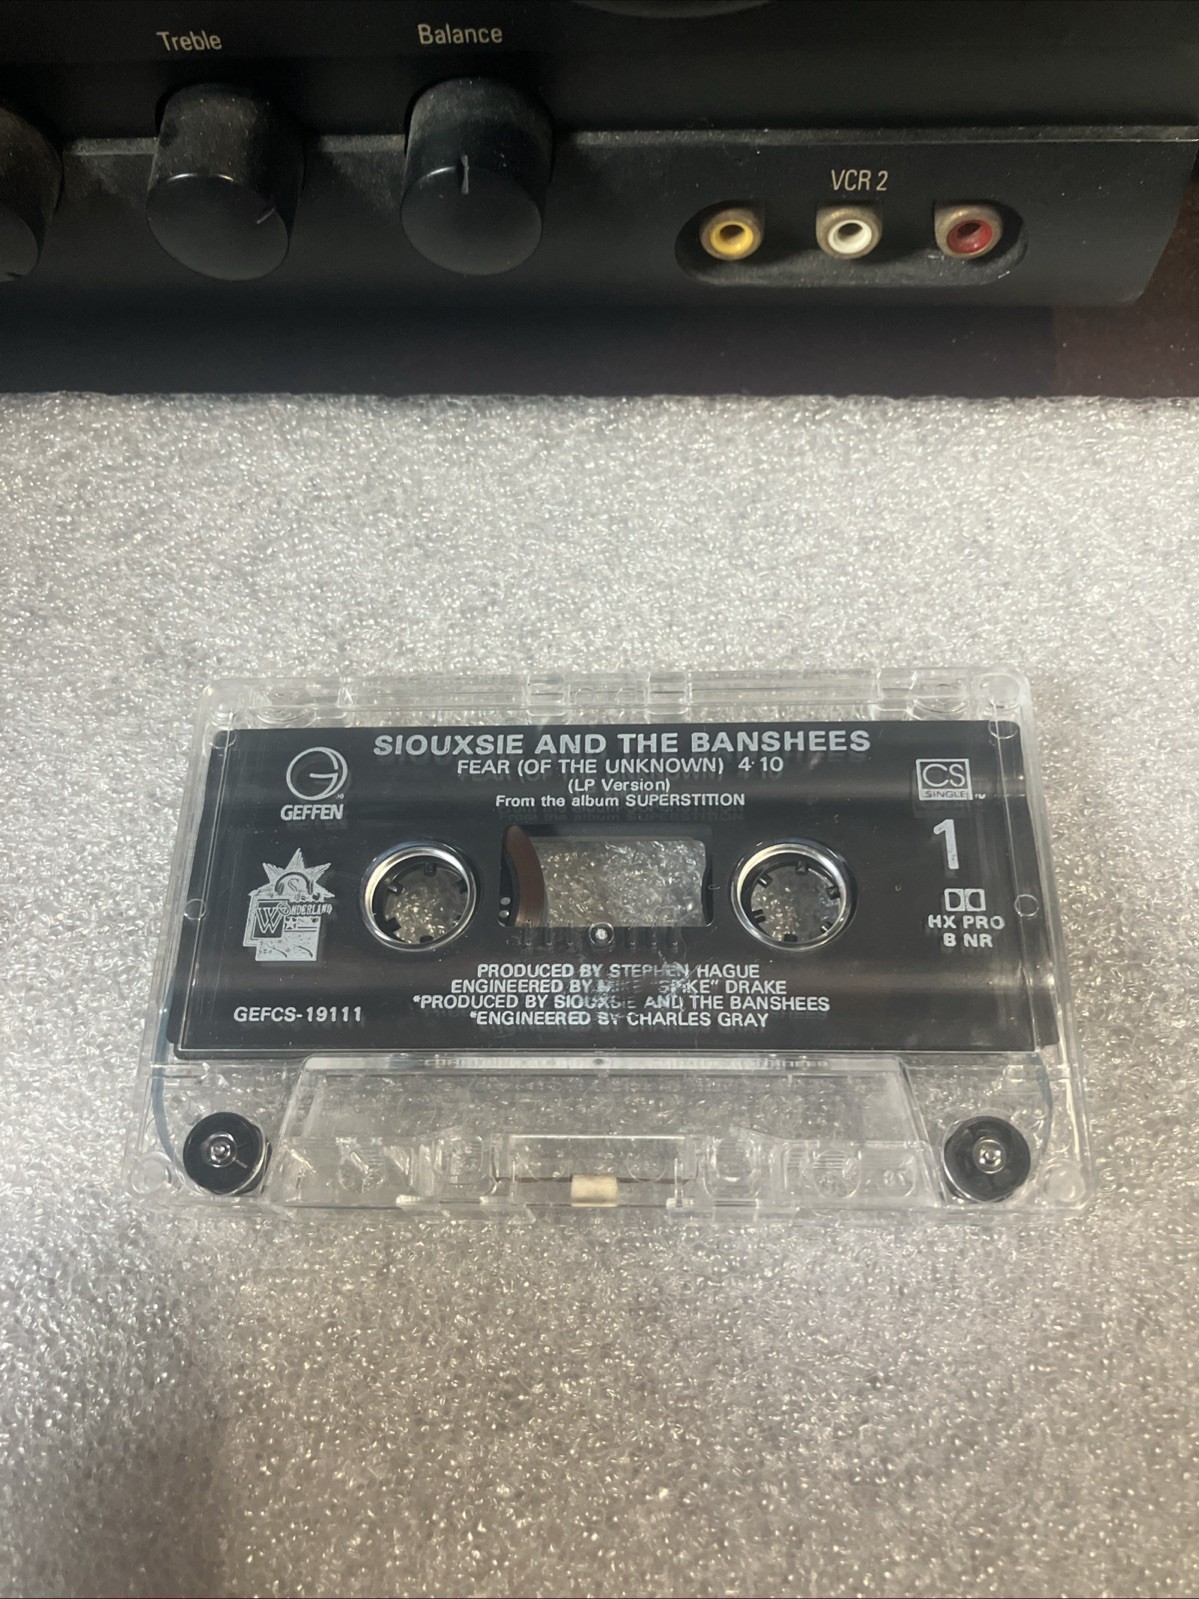 Treble
Balance
VCR 2
SIOUXSIE AND THE BANSHEES
FEAR (OF THE UNKNOWN) 4:10
(LP Version)
From the album SUPERSTITION
GEFFEN
CS
SINGLE
1
WONDERLAND
HX PRO
B NR
PRODUCED BY STEPHEN HAGUE
ENGINEERED BY MIKE "SPIKE" DRAKE
*PRODUCED BY SIOUXSIE AND THE BANSHEES
*ENGINEERED BY CHARLES GRAY
GEFCS-19111